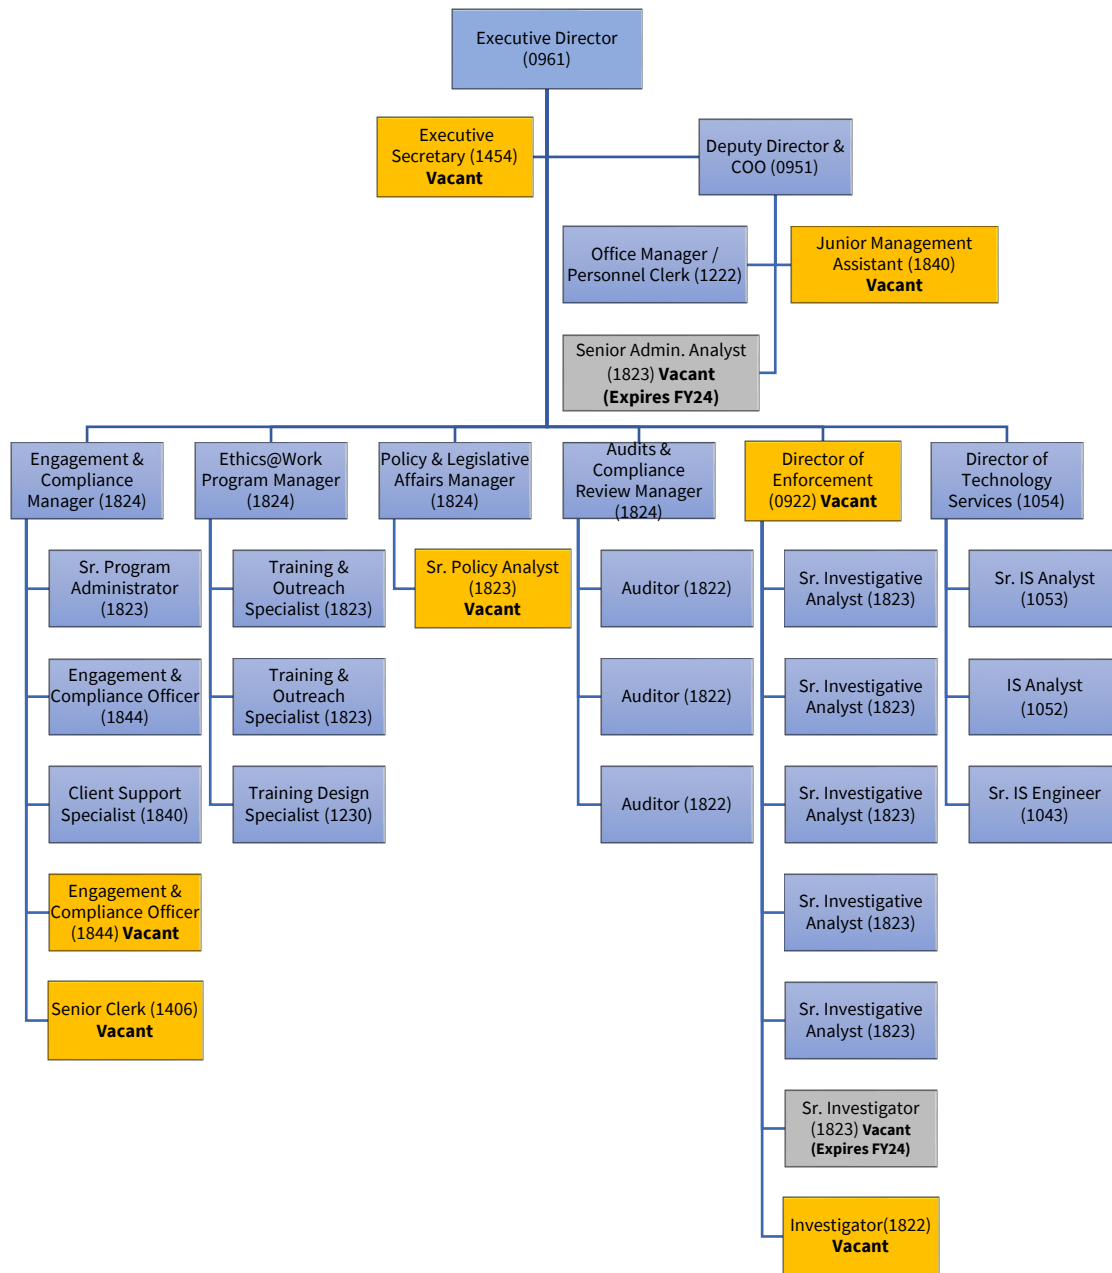 Executive Director
(0961)
Executive
Secretary (1454)
Vacant
Deputy Director &
COO (0951)
Office Manager /
Personnel Clerk (1222)
Junior Management
Assistant (1840)
Vacant
Senior Admin. Analyst
(1823) Vacant
(Expires FY24)
Engagement &
Compliance
Manager (1824)
Ethics@Work
Program Manager
(1824)
Policy & Legislative
Affairs Manager
(1824)
Audits &
Compliance
Review Manager
(1824)
Director of
Enforcement
(0922) Vacant
Director of
Technology
Services (1054)
Sr. Program
Administrator
(1823)
Engagement &
Compliance Officer
(1844)
Client Support
Specialist (1840)
Engagement &
Compliance Officer
(1844) Vacant
Senior Clerk (1406)
Vacant
Training &
Outreach
Specialist (1823)
Training &
Outreach
Specialist (1823)
Training Design
Specialist (1230)
Sr. Policy Analyst
(1823)
Vacant
Auditor (1822)
Auditor (1822)
Auditor (1822)
Sr. Investigative
Analyst (1823)
Sr. Investigative
Analyst (1823)
Sr. Investigative
Analyst (1823)
Sr. Investigative
Analyst (1823)
Sr. Investigative
Analyst (1823)
Sr. Investigator
(1823) Vacant
(Expires FY24)
Investigator(1822)
Vacant
Sr. IS Analyst
(1053)
IS Analyst
(1052)
Sr. IS Engineer
(1043)